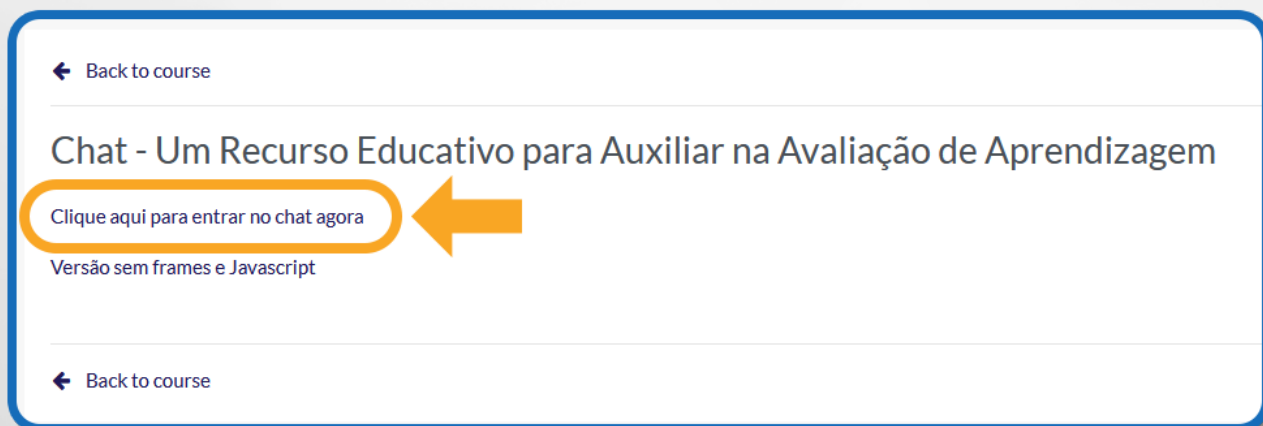 Back to course
Chat - Um Recurso Educativo para Auxiliar na Avaliação de Aprendizagem
Clique aqui para entrar no chat agora
Versão sem frames e Javascript
Back to course